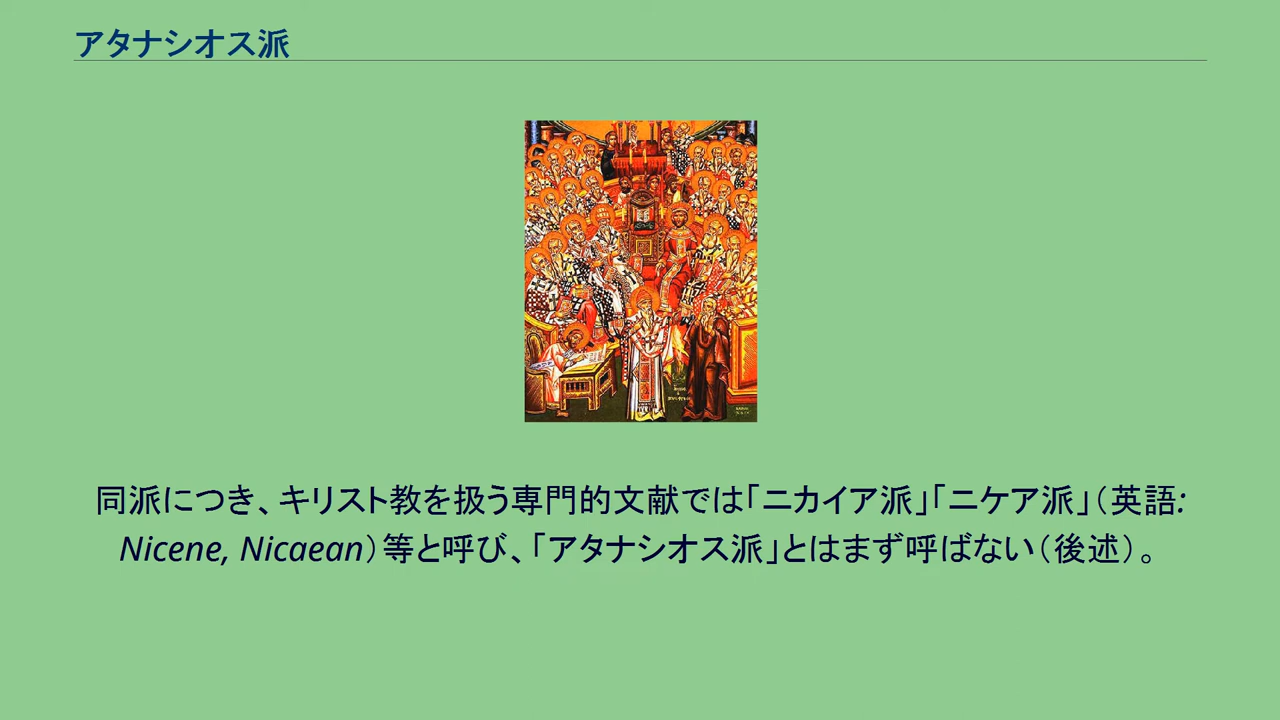 アタナシオス派
同派につき、キリスト教を扱う専門的文献では「ニカイア派」「ニケア派」（英語:
Nicene, Nicaean）等と呼び、「アタナシオス派」とはまず呼ばない（後述）。